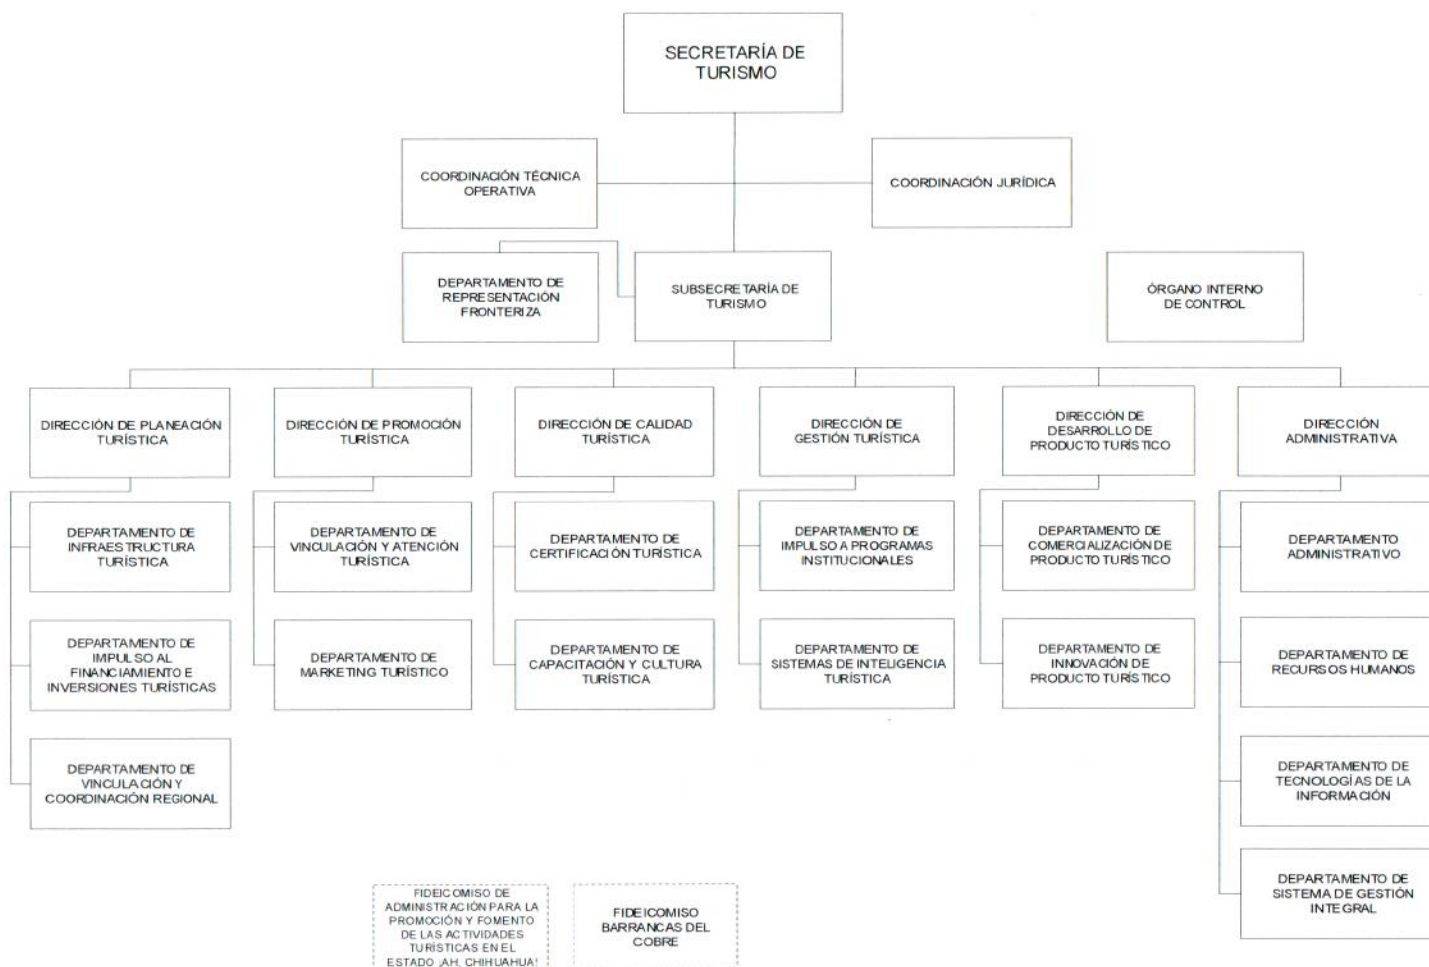 SECRETARÍA DE
TURISMO
COORDINACIÓN TÉCNICA
OPERATIVA
COORDINACIÓN JURÍDICA
DEPARTAMENTO DE
REPRESENTACIÓN
FRONTERIZA
SUBSECRETARÍA DE
TURISMO
ÓRGANO INTERNO
DE CONTROL
DIRECCIÓN DE PLANEACIÓN
TURÍSTICA
DIRECCIÓN DE PROMOCIÓN
TURÍSTICA
DIRECCIÓN DE CALIDAD
TURÍSTICA
DIRECCIÓN DE
GESTIÓN TURÍSTICA
DIRECCIÓN DE
DESARROLLO DE
PRODUCTO TURÍSTICO
DIRECCIÓN
ADMINISTRATIVA
DEPARTAMENTO DE
INFRAESTRUCTURA
TURÍSTICA
DEPARTAMENTO DE
VINCULACIÓN Y ATENCIÓN
TURÍSTICA
DEPARTAMENTO DE
CERTIFICACIÓN TURÍSTICA
DEPARTAMENTO DE
IMPULSO A PROGRAMAS
INSTITUCIONALES
DEPARTAMENTO DE
COMERCIALIZACIÓN DE
PRODUCTO TURÍSTICO
DEPARTAMENTO
ADMINISTRATIVO
DEPARTAMENTO DE
IMPULSO AL
FINANCIAMIENTO E
INVERSIONES TURÍSTICAS
DEPARTAMENTO DE
MARKETING TURÍSTICO
DEPARTAMENTO DE
CAPACITACIÓN Y CULTURA
TURÍSTICA
DEPARTAMENTO DE
SISTEMAS DE INTELIGENCIA
TURÍSTICA
DEPARTAMENTO DE
INNOVACIÓN DE
PRODUCTO TURÍSTICO
DEPARTAMENTO DE
RECURSOS HUMANOS
DEPARTAMENTO DE
VINCULACIÓN Y
COORDINACIÓN REGIONAL
DEPARTAMENTO DE
TECNOLOGÍAS DE LA
INFORMACIÓN
DEPARTAMENTO DE
SISTEMA DE GESTIÓN
INTEGRAL
FIDEICOMISO DE
ADMINISTRACIÓN PARA LA
PROMOCIÓN Y FOMENTO
DE LAS ACTIVIDADES
TURÍSTICAS EN EL
ESTADO ¡AH, CHIHUAHUA!
FIDEICOMISO
BARRANCAS DEL
COBRE